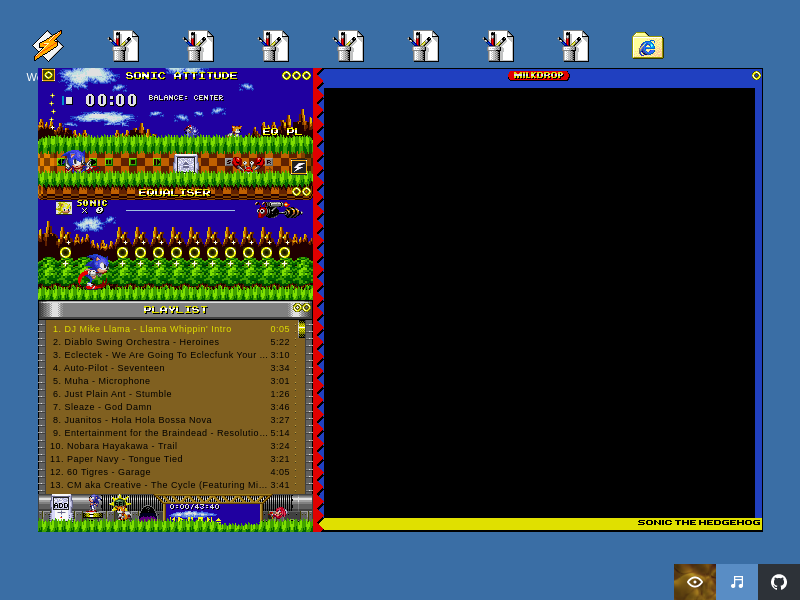 W
SONIC ATTITUDE
MILKDROP
00:00
BALANCE: CENTER
EQ PL
EQUALISER
SONIC
X
PLAYLIST
1. DJ Mike Llama - Llama Whippin' Intro 0:05
2. Diablo Swing Orchestra - Heroines 5:22
3. Eclectek - We Are Going To Eclecfunk Your ... 3:10
4. Auto-Pilot - Seventeen 3:34
5. Muha - Microphone 3:01
6. Just Plain Ant - Stumble 1:26
7. Sleaze - God Damn 3:46
8. Juanitos - Hola Hola Bossa Nova 3:27
9. Entertainment for the Braindead - Resolutio... 5:14
10. Nobara Hayakawa - Trail 3:24
11. Paper Navy - Tongue Tied 3:21
12. 60 Tigres - Garage 4:05
13. CM aka Creative - The Cycle (Featuring Mi... 3:41
ADD
0:00/43:40
SONIC THE HEDGEHOG